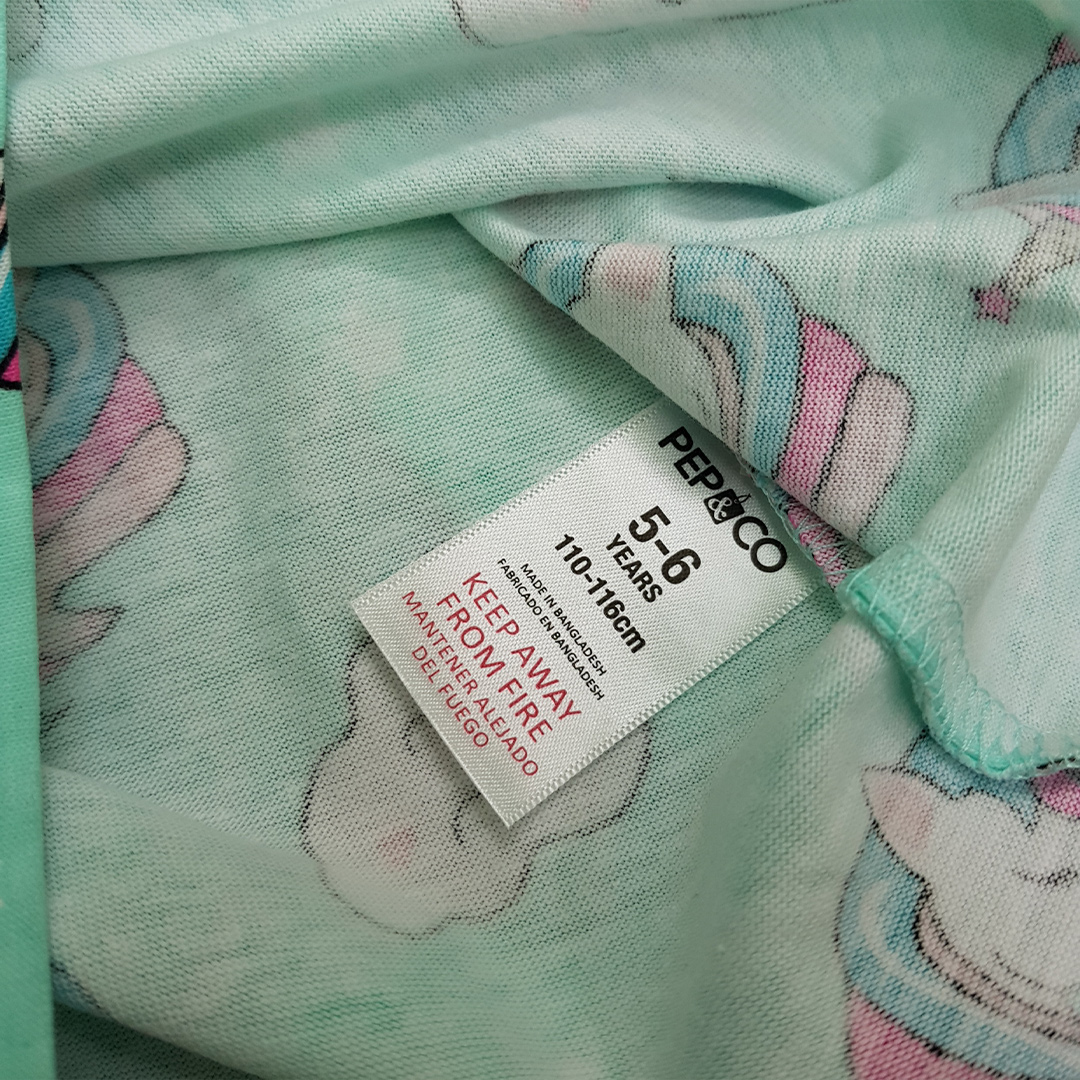 PEP&CO
5-6
YEARS
110-116cm
MADE IN BANGLADESH
FABRICADO EN BANGLADESH
KEEP AWAY
FROM FIRE
MANTENER ALEJADO
DEL FUEGO